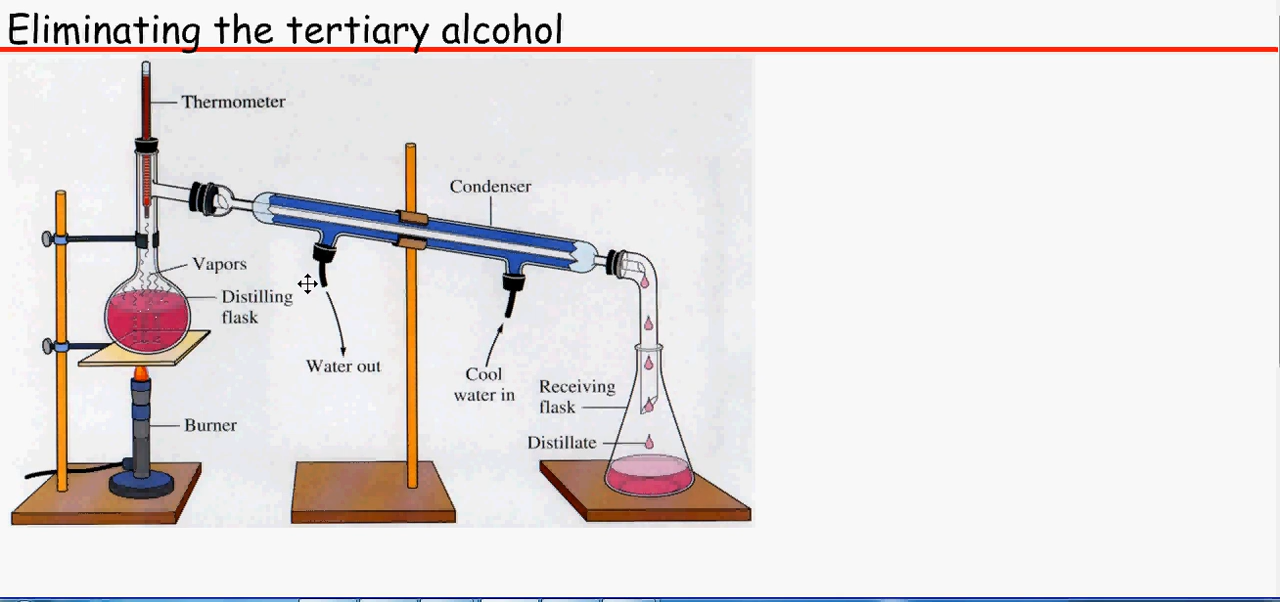 Eliminating the tertiary alcohol
Thermometer
Condenser
Vapors
Distilling
flask
Water out
Cool
water in
Receiving
flask
Burner
Distillate